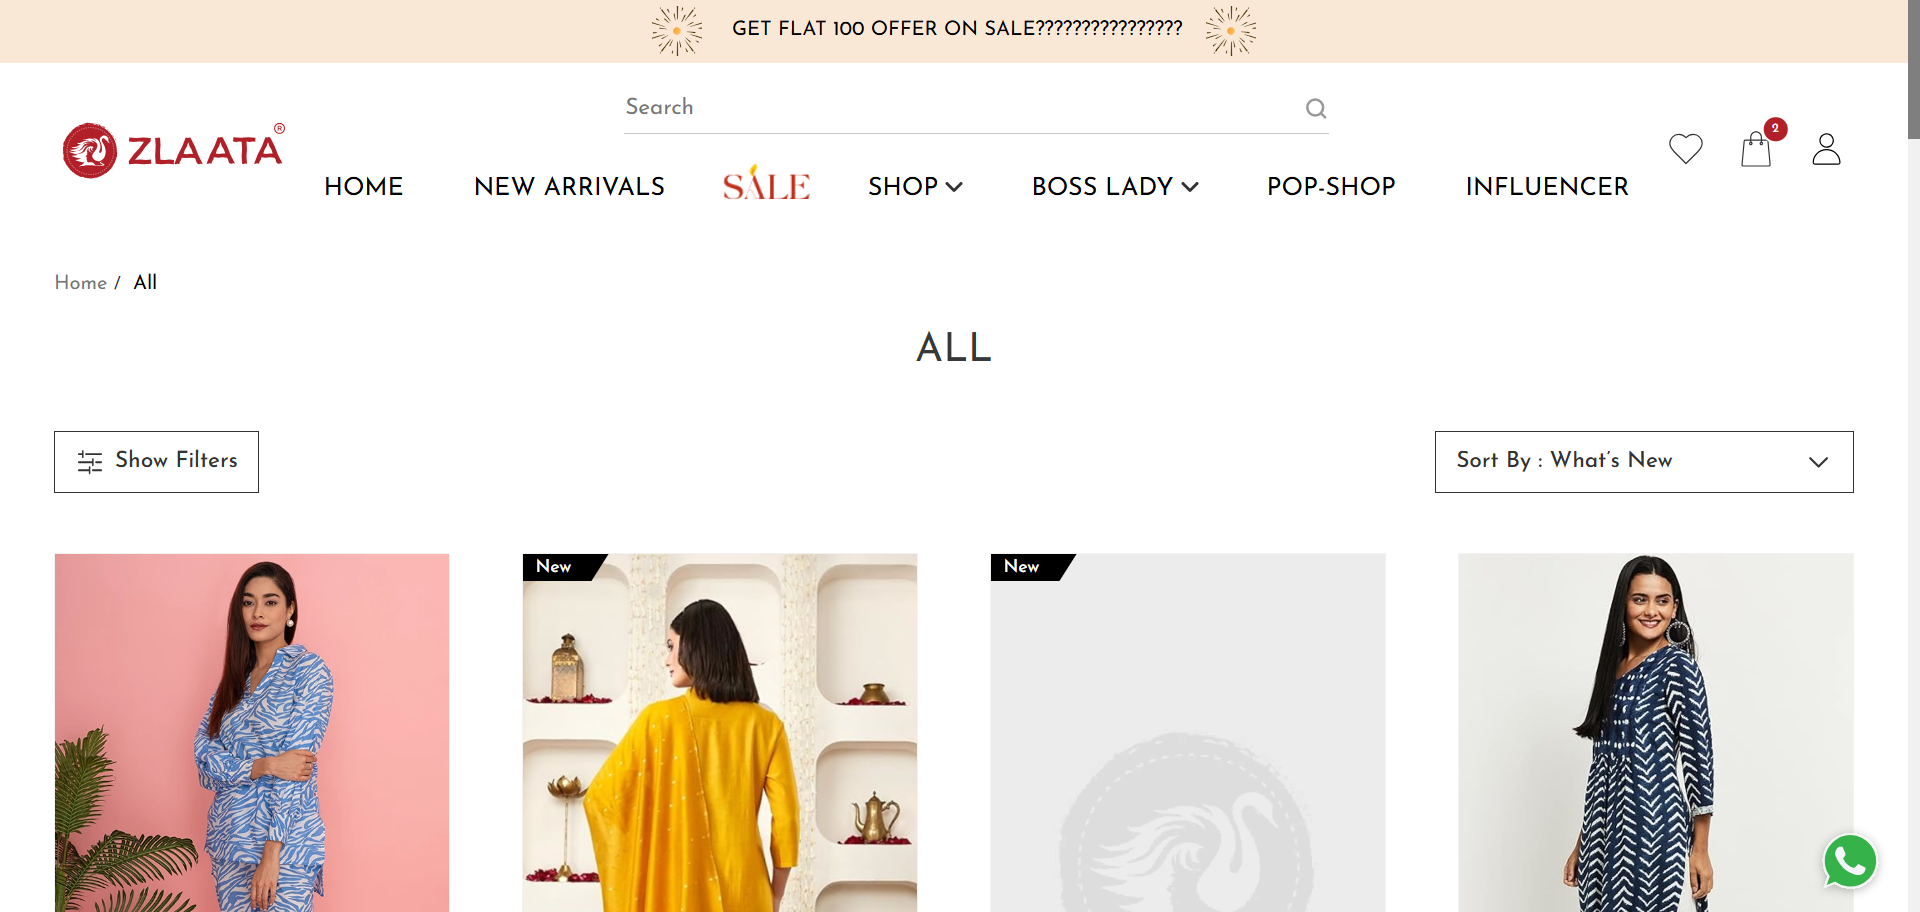 GET FLAT 100 OFFER ON SALE????????????????
Search
ZLAATA®
2
HOME NEW ARRIVALS SALE SHOP BOSS LADY POP-SHOP INFLUENCER
Home / All
ALL
Show Filters
Sort By : What's New
New
New